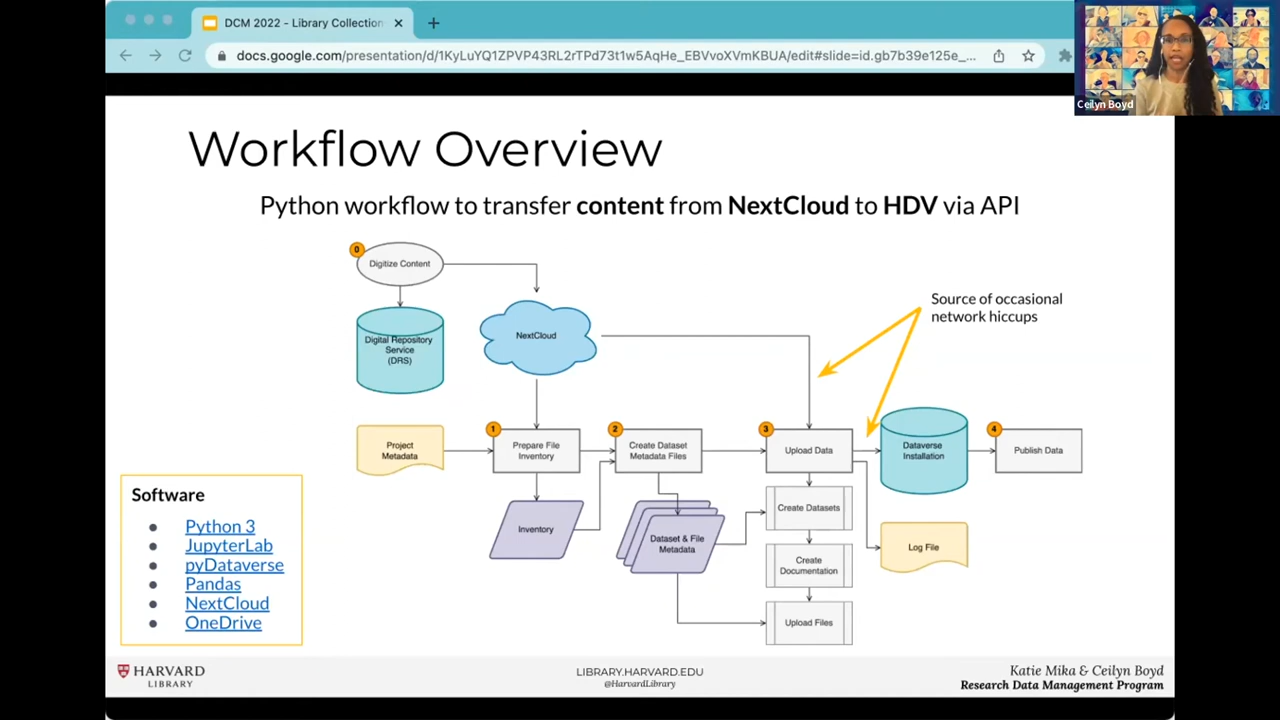 DCM 2022 - Library Collection
docs.google.com/presentation/d/1KyLuYQ1ZPVP43RL2rTPd73t1w5AqHe_EBVvoXVmKBUA/edit#slide=id.gb7b39e125e_...
Ceilyn Boyd
Workflow Overview
Python workflow to transfer content from NextCloud to HDV via API
0
Digitize Content
Digital Repository
Service
(DRS)
NextCloud
Source of occasional
network hiccups
Project
Metadata
1
Prepare File
Inventory
2
Create Dataset
Metadata Files
3
Upload Data
Dataverse
Installation
4
Publish Data
Inventory
Dataset & File
Metadata
Create Datasets
Create
Documentation
Upload Files
Log File
Software
Python 3
JupyterLab
pyDataverse
Pandas
NextCloud
OneDrive
HARVARD
LIBRARY
LIBRARY.HARVARD.EDU
@HarvardLibrary
Katie Mika & Ceilyn Boyd
Research Data Management Program